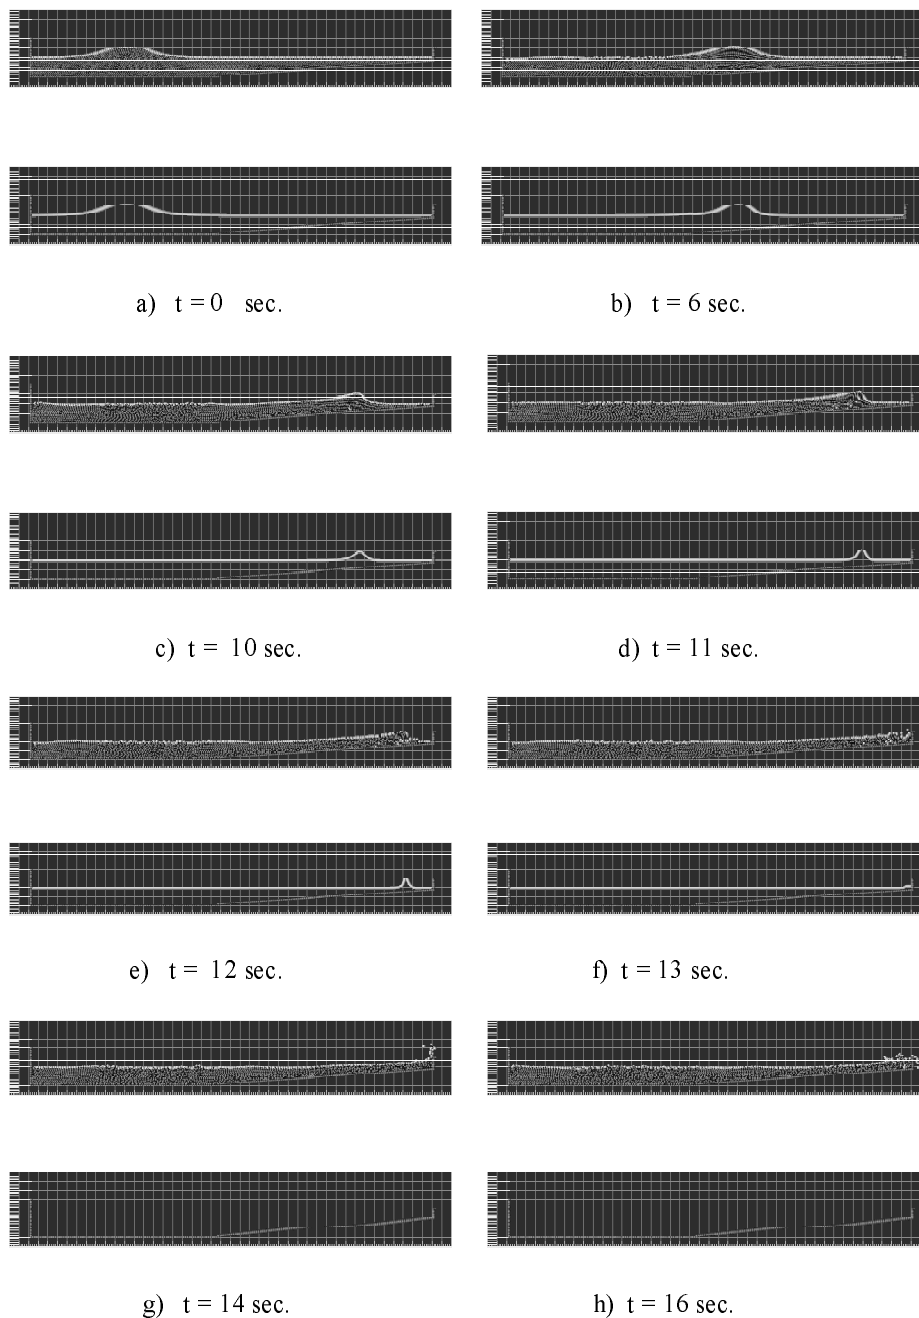 a) t = 0 sec.
b) t = 6 sec.
c) t = 10 sec.
d) t = 11 sec.
e) t = 12 sec.
f) t = 13 sec.
g) t = 14 sec.
h) t = 16 sec.